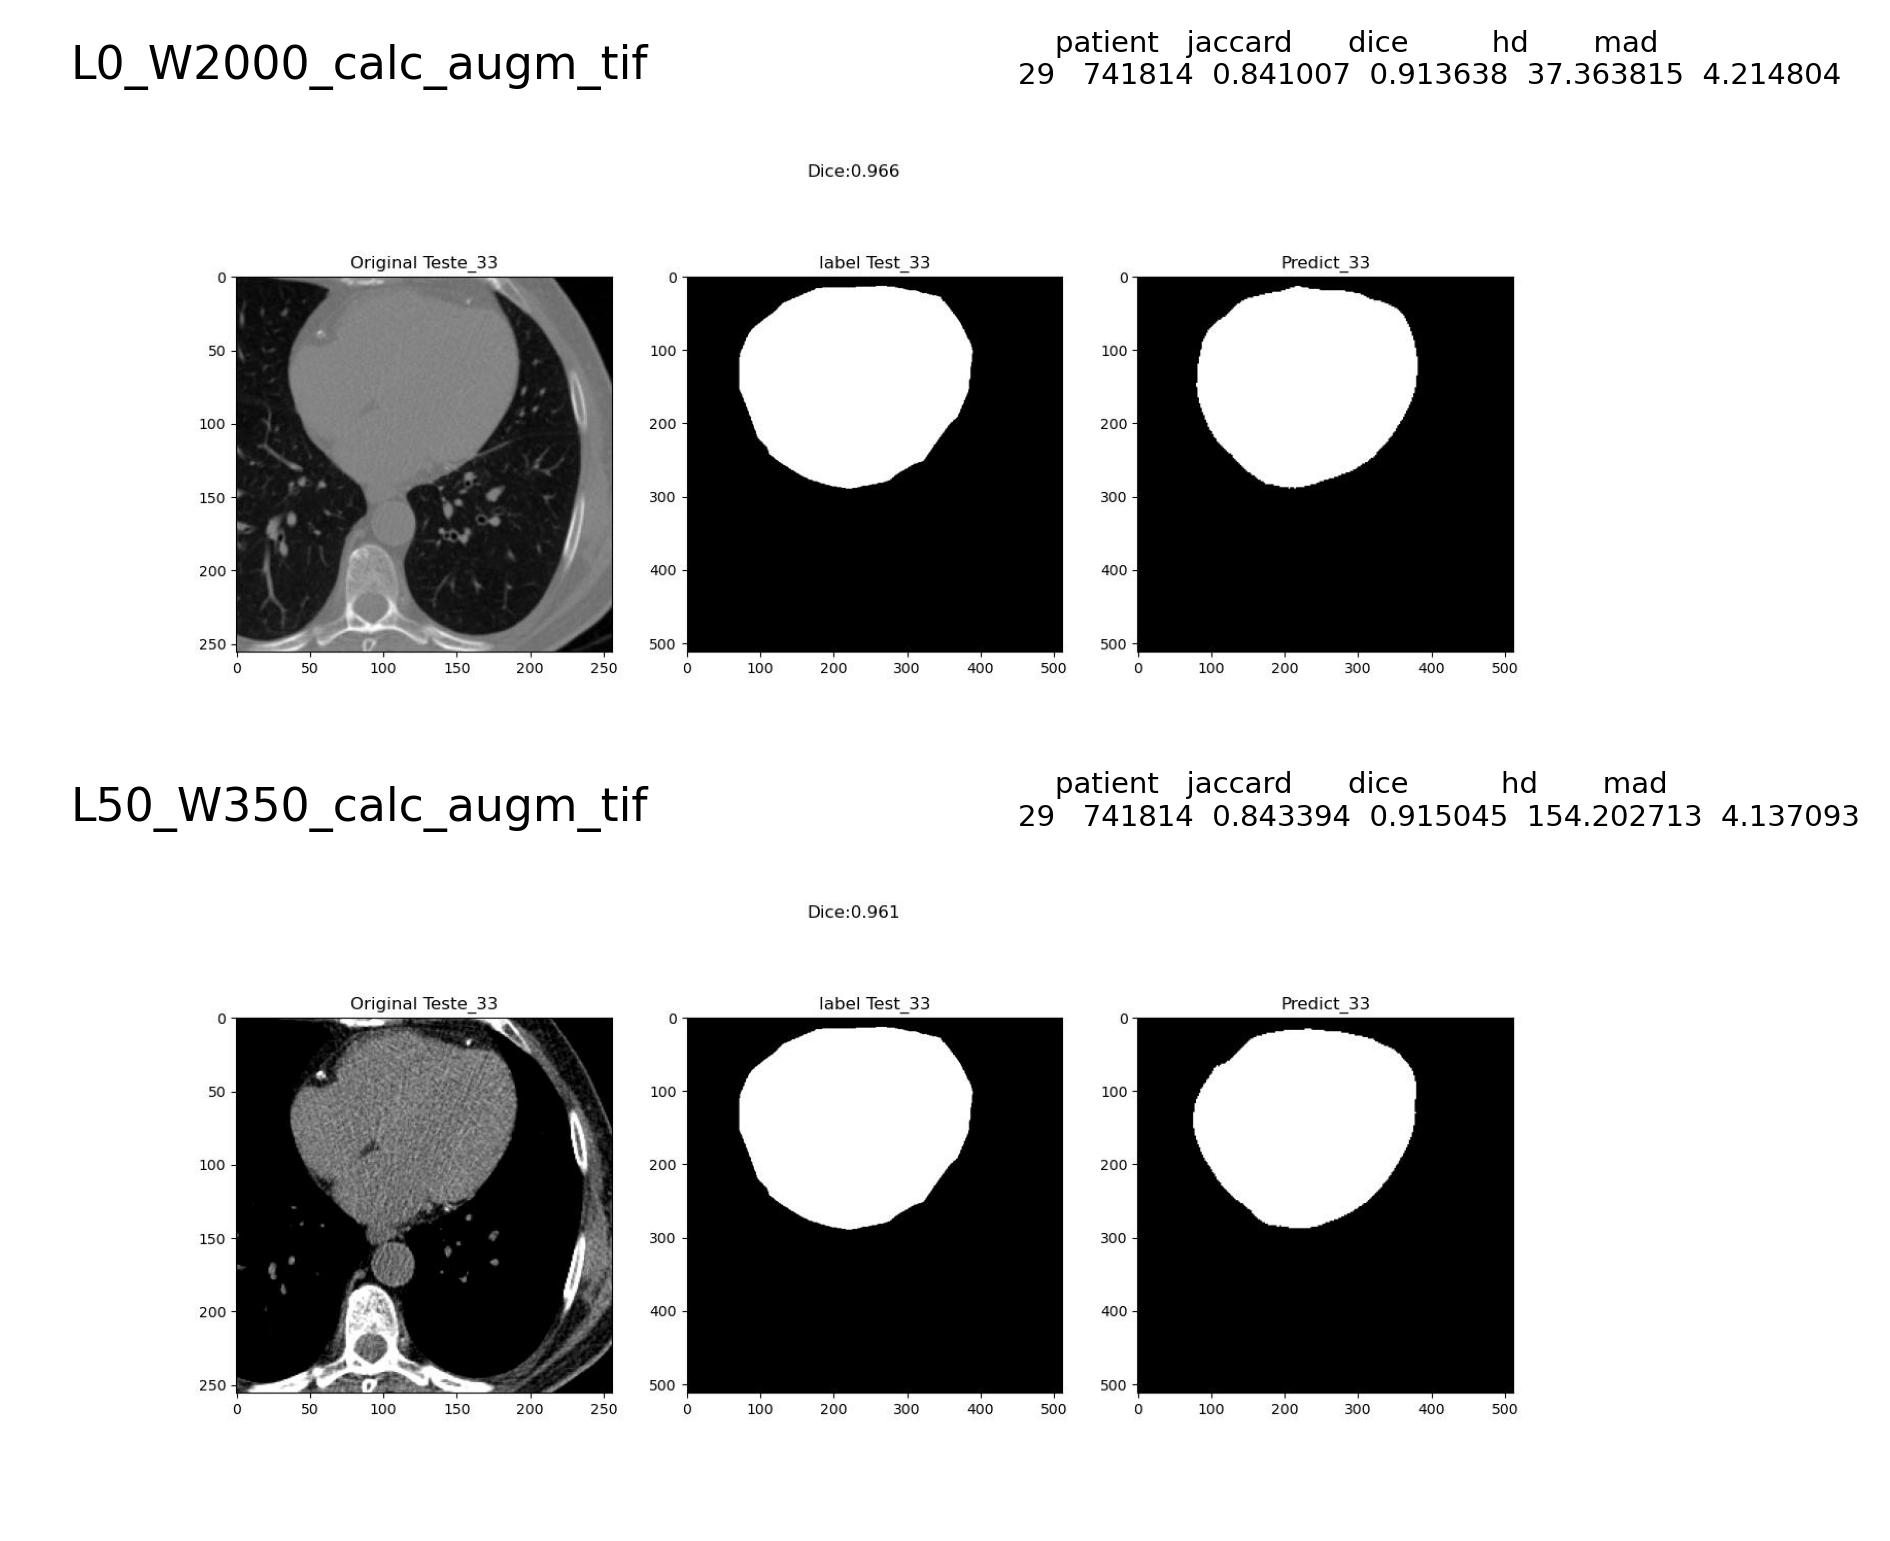 L0_W2000_calc_augm_tif
patient jaccard dice hd mad
29 741814 0.841007 0.913638 37.363815 4.214804
Dice:0.966
Original Teste_33
label Test_33
Predict_33
0
50
100
150
200
250
0 50 100 150 200 250
0
100
200
300
400
500
0 100 200 300 400 500
0
100
200
300
400
500
0 100 200 300 400 500
L50_W350_calc_augm_tif
patient jaccard dice hd mad
29 741814 0.843394 0.915045 154.202713 4.137093
Dice:0.961
Original Teste_33
label Test_33
Predict_33
0
50
100
150
200
250
0 50 100 150 200 250
0
100
200
300
400
500
0 100 200 300 400 500
0
100
200
300
400
500
0 100 200 300 400 500